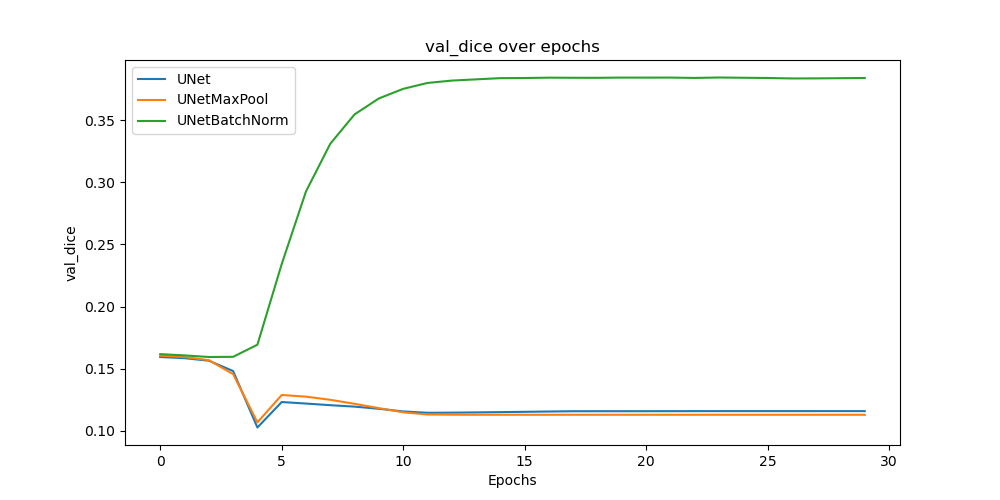 val_dice over epochs
UNet
UNetMaxPool
UNetBatchNorm
val_dice
0.35
0.30
0.25
0.20
0.15
0.10
0 5 10 15 20 25 30
Epochs